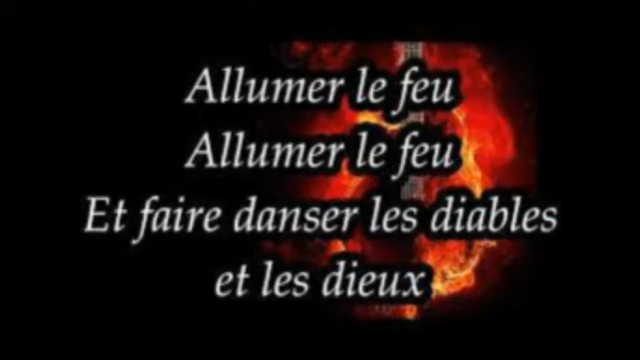 Allumer le feu
Allumer le feu
Et faire danser les diables
et les dieux